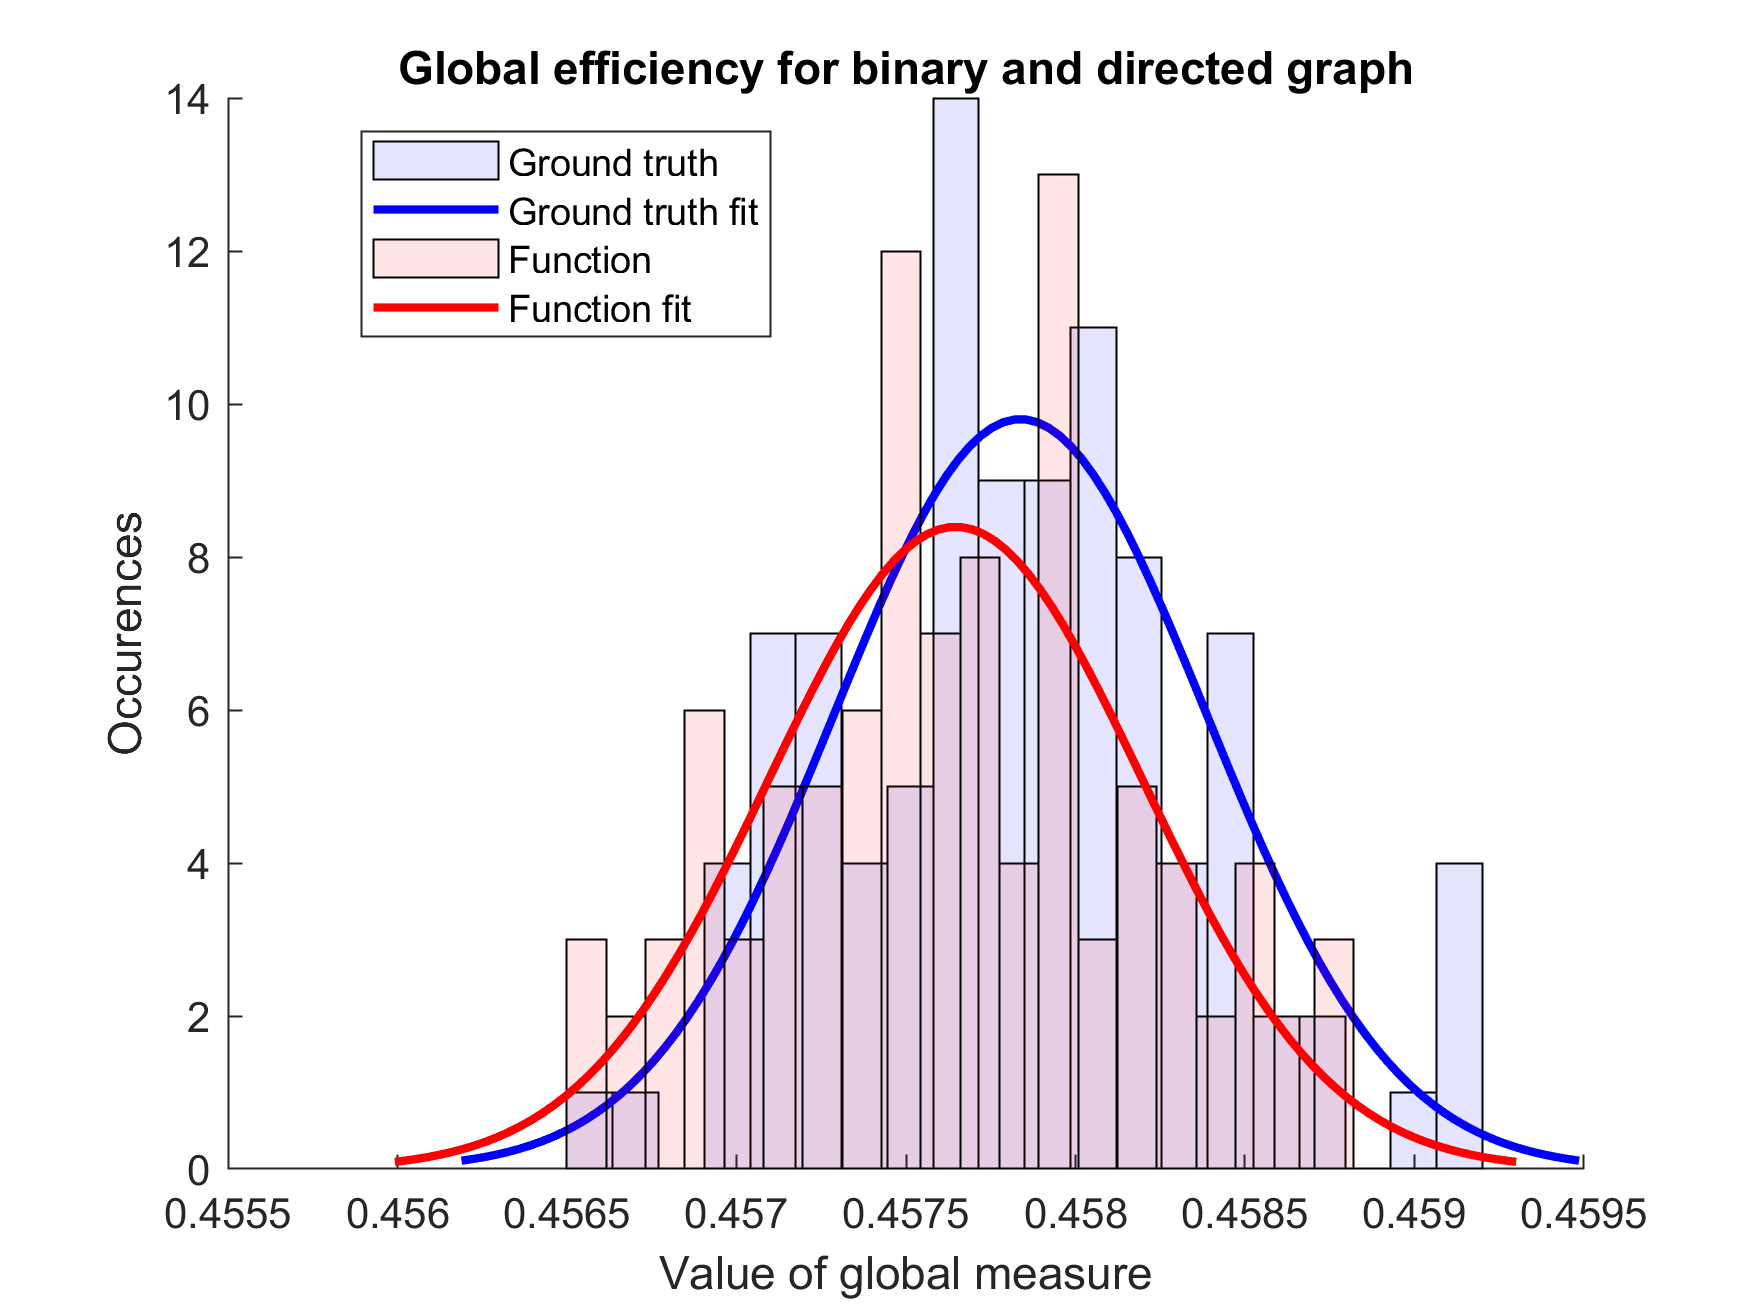 Global efficiency for binary and directed graph
Ground truth
Ground truth fit
Function
Function fit
14
12
10
8
6
4
2
0
Occurences
0.4555 0.456 0.4565 0.457 0.4575 0.458 0.4585 0.459 0.4595
Value of global measure